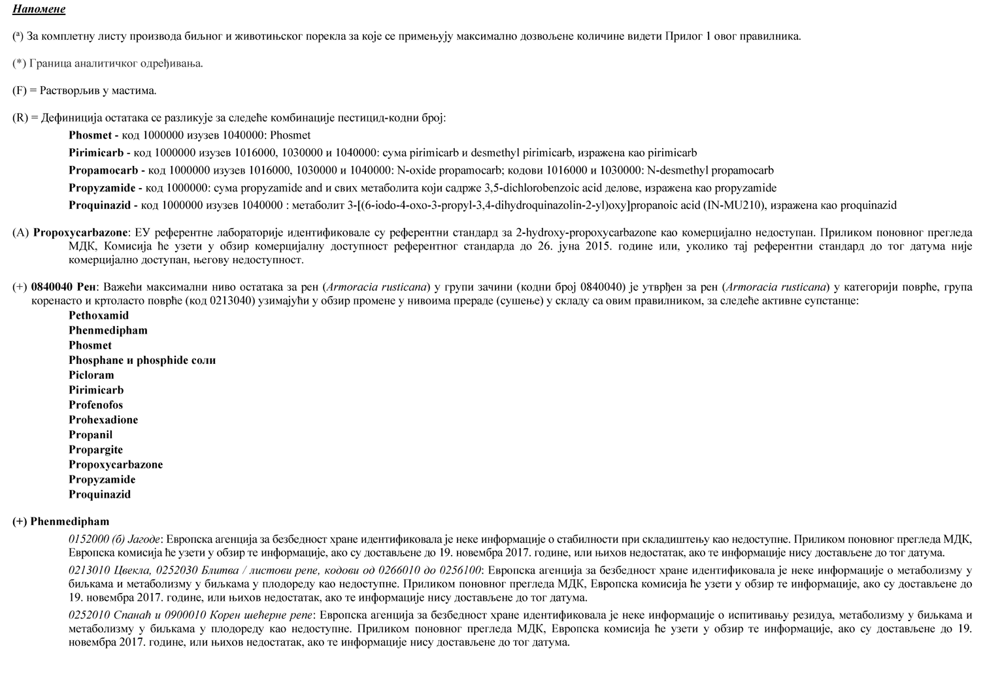 Напомене
(ᵃ) За комплетну листу производа биљног и животињског порекла за које се примењују максимално дозвољене количине видети Прилог 1 овог правилника.
(*) Граница аналитичког одређивања.
(F) = Растворљив у мастима.
(R) = Дефиниција остатака се разликује за следеће комбинације пестицид-кодни број:
Phosmet - код 1000000 изузев 1040000: Phosmet
Pirimicarb - код 1000000 изузев 1016000, 1030000 и 1040000: сума pirimicarb и desmethyl pirimicarb, изражена као pirimicarb
Propamocarb - код 1000000 изузев 1016000, 1030000 и 1040000: N-oxide propamocarb; кодови 1016000 и 1030000: N-desmethyl propamocarb
Propyzamide - код 1000000: сума propyzamide and и свих метаболита који садрже 3,5-dichlorobenzoic acid делове, изражена као propyzamide
Proquinazid - код 1000000 изузев 1040000 : метаболит 3-[(6-iodo-4-oxo-3-propyl-3,4-dihydroquinazolin-2-yl)oxy]propanoic acid (IN-MU210), изражена као proquinazid
(A) Propoxycarbazone: ЕУ референтне лабораторије идентификовале су референтни стандард за 2-hydroxy-propoxycarbazone као комерцијално недоступан. Приликом поновног прегледа
МДК, Комисија ће узети у обзир комерцијалну доступност референтног стандарда до 26. јуна 2015. године или, уколико тај референтни стандард до тог датума није
комерцијално доступан, његову недоступност.
(+) 0840040 Рен: Важећи максимални ниво остатака за рен (Armoracia rusticana) у групи зачини (кодни број 0840040) је утврђен за рен (Armoracia rusticana) у категорији поврће, група
коренасто и кртоласто поврће (код 0213040) узимајући у обзир промене у нивоима прераде (сушење) у складу са овим правилником, за следеће активне супстанце:
Pethoxamid
Phenmedipham
Phosmet
Phosphane и phosphide соли
Picloram
Pirimicarb
Profenofos
Prohexadione
Propanil
Propargite
Propoxycarbazone
Propyzamide
Proquinazid
(+) Phenmedipham
0152000 (б) Јагоде: Европска агенција за безбедност хране идентификовала је неке информације о стабилности при складиштењу као недоступне. Приликом поновног прегледа МДК,
Европска комисија ће узети у обзир те информације, ако су достављене до 19. новембра 2017. године, или њихов недостатак, ако те информације нису достављене до тог датума.
0213010 Цвекла, 0252030 Блитва / листови репе, кодови од 0266010 до 0256100: Европска агенција за безбедност хране идентификовала је неке информације о метаболизму у
биљкама и метаболизму у биљкама у плодореду као недоступне. Приликом поновног прегледа МДК, Европска комисија ће узети у обзир те информације, ако су достављене до
19. новембра 2017. године, или њихов недостатак, ако те информације нису достављене до тог датума.
0252010 Спанаћ и 0900010 Корен шећерне репе: Европска агенција за безбедност хране идентификовала је неке информације о испитивању резидуа, метаболизму у биљкама и
метаболизму у биљкама у плодореду као недоступне. Приликом поновног прегледа МДК, Европска комисија ће узети у обзир те информације, ако су достављене до 19.
новембра 2017. године, или њихов недостатак, ако те информације нису достављене до тог датума.